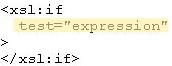 <xsl:if
test="expression"
>
</xsl:if>